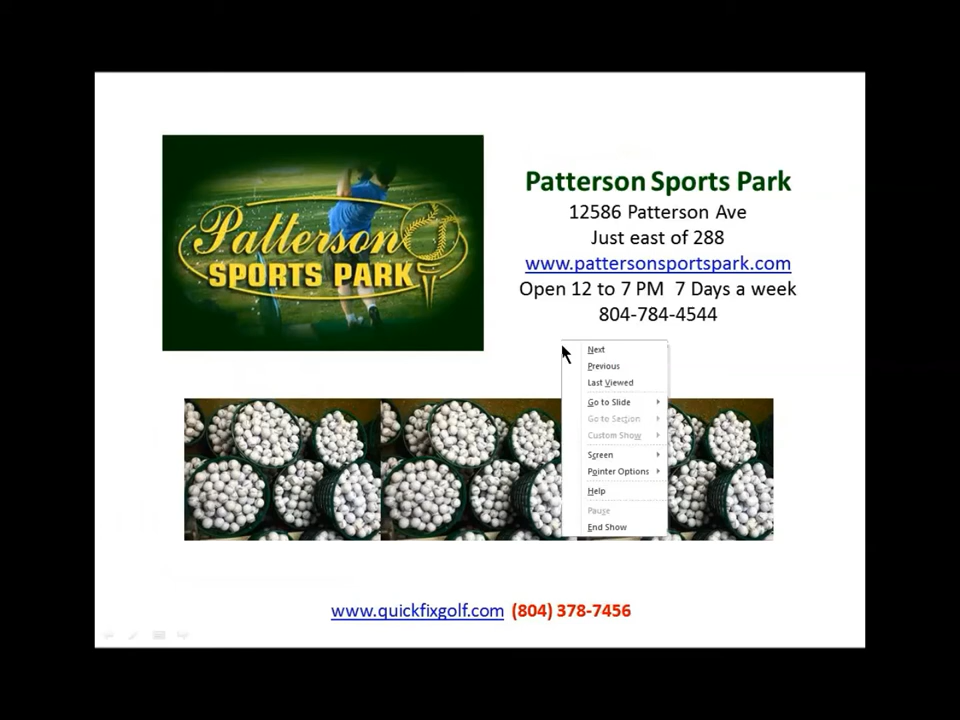 Patterson
SPORTS PARK
Patterson Sports Park
12586 Patterson Ave
Just east of 288
www.pattersonsportspark.com
Open 12 to 7 PM 7 Days a week
804-784-4544
Next
Previous
Last Viewed
Go to Slide
Go to Section
Custom Show
Screen
Pointer Options
Help
Pause
End Show
www.quickfixgolf.com (804) 378-7456